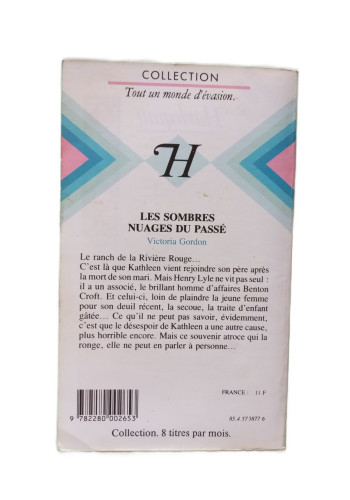 COLLECTION
Tout un monde d'évasion.
H
LES SOMBRES
NUAGES DU PASSÉ
Victoria Gordon
Le ranch de la Rivière Rouge...
C'est là que Kathleen vient rejoindre son père après
la mort de son mari. Mais Henry Lyle ne vit pas seul :
il a un associé, le brillant homme d'affaires Benton
Croft. Et celui-ci, loin de plaindre la jeune femme
pour son deuil récent, la secoue, la traite d'enfant
gâtée... Ce qu'il ne peut pas savoir, évidemment,
c'est que le désespoir de Kathleen a une autre cause,
plus horrible encore. Mais ce souvenir atroce qui la
ronge, elle ne peut en parler à personne...
FRANCE : 11 F
9 782280 002653
85.4.573877.6
Collection. 8 titres par mois.